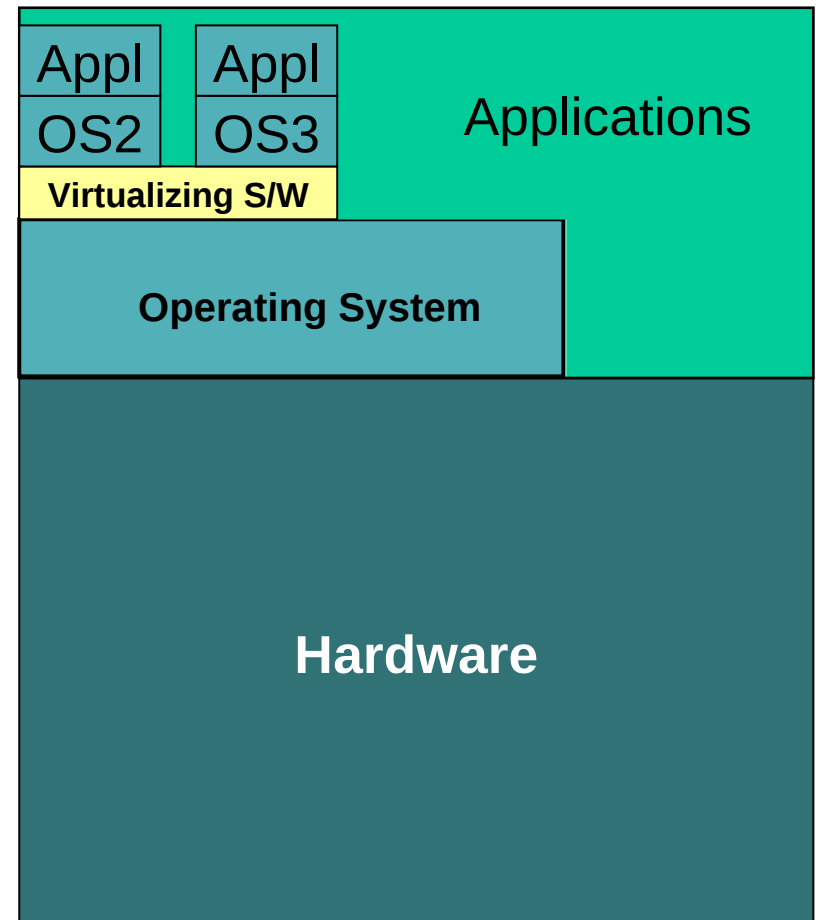 Appl
Appl
OS2
OS3
Applications
Virtualizing S/W
Operating System
Hardware